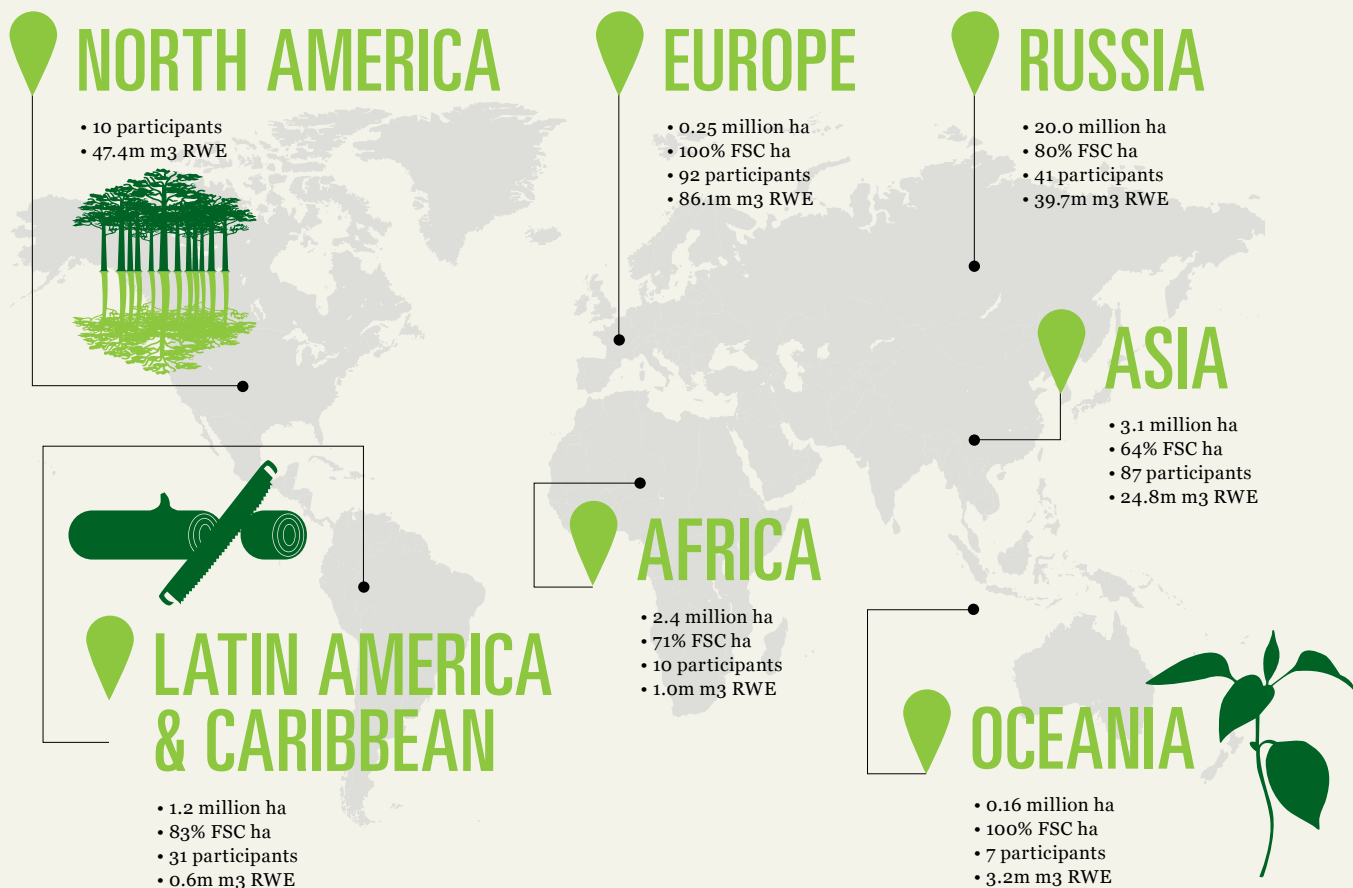 NORTH AMERICA
• 10 participants
• 47.4m m3 RWE
EUROPE
• 0.25 million ha
• 100% FSC ha
• 92 participants
• 86.1m m3 RWE
RUSSIA
• 20.0 million ha
• 80% FSC ha
• 41 participants
• 39.7m m3 RWE
ASIA
• 3.1 million ha
• 64% FSC ha
• 87 participants
• 24.8m m3 RWE
AFRICA
• 2.4 million ha
• 71% FSC ha
• 10 participants
• 1.0m m3 RWE
LATIN AMERICA
& CARIBBEAN
• 1.2 million ha
• 83% FSC ha
• 31 participants
• 0.6m m3 RWE
OCEANIA
• 0.16 million ha
• 100% FSC ha
• 7 participants
• 3.2m m3 RWE